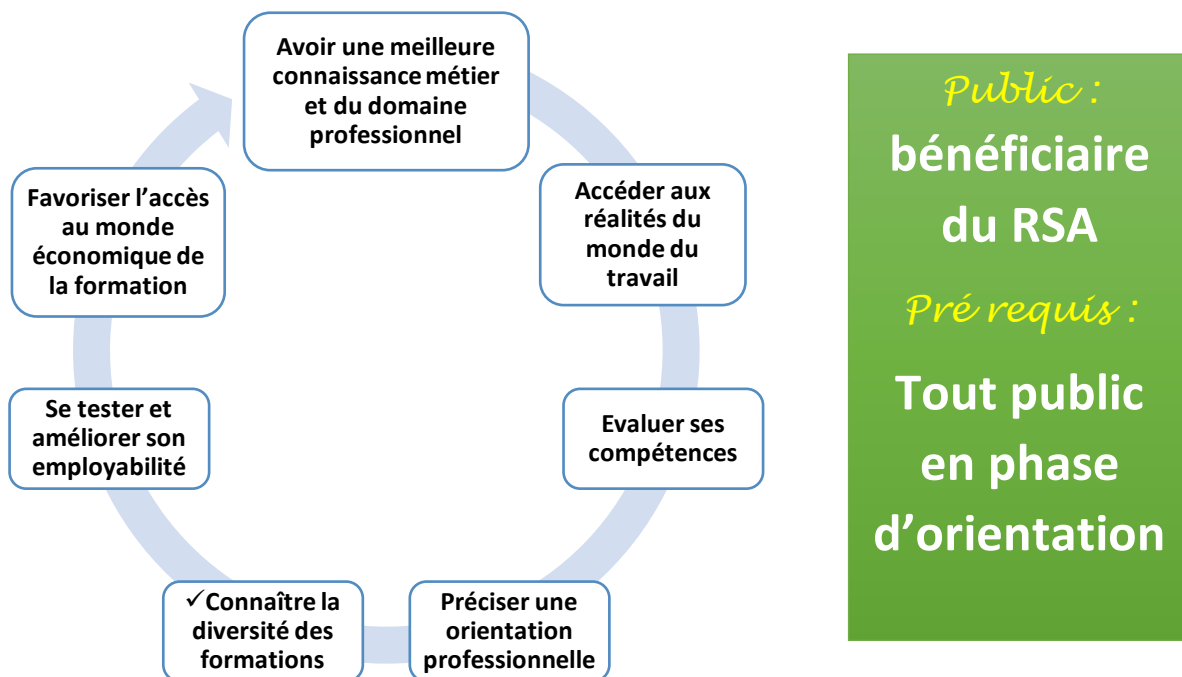 Avoir une meilleure
connaissance métier
et du domaine
professionnel
Accéder aux
réalités du
monde du
travail
Evaluer ses
compétences
Préciser une
orientation
professionnelle
✓Connaître la
diversité des
formations
Se tester et
améliorer son
employabilité
Favoriser l’accès
au monde
économique de
la formation
Public :
bénéficiaire
du RSA
Pré requis :
Tout public
en phase
d’orientation